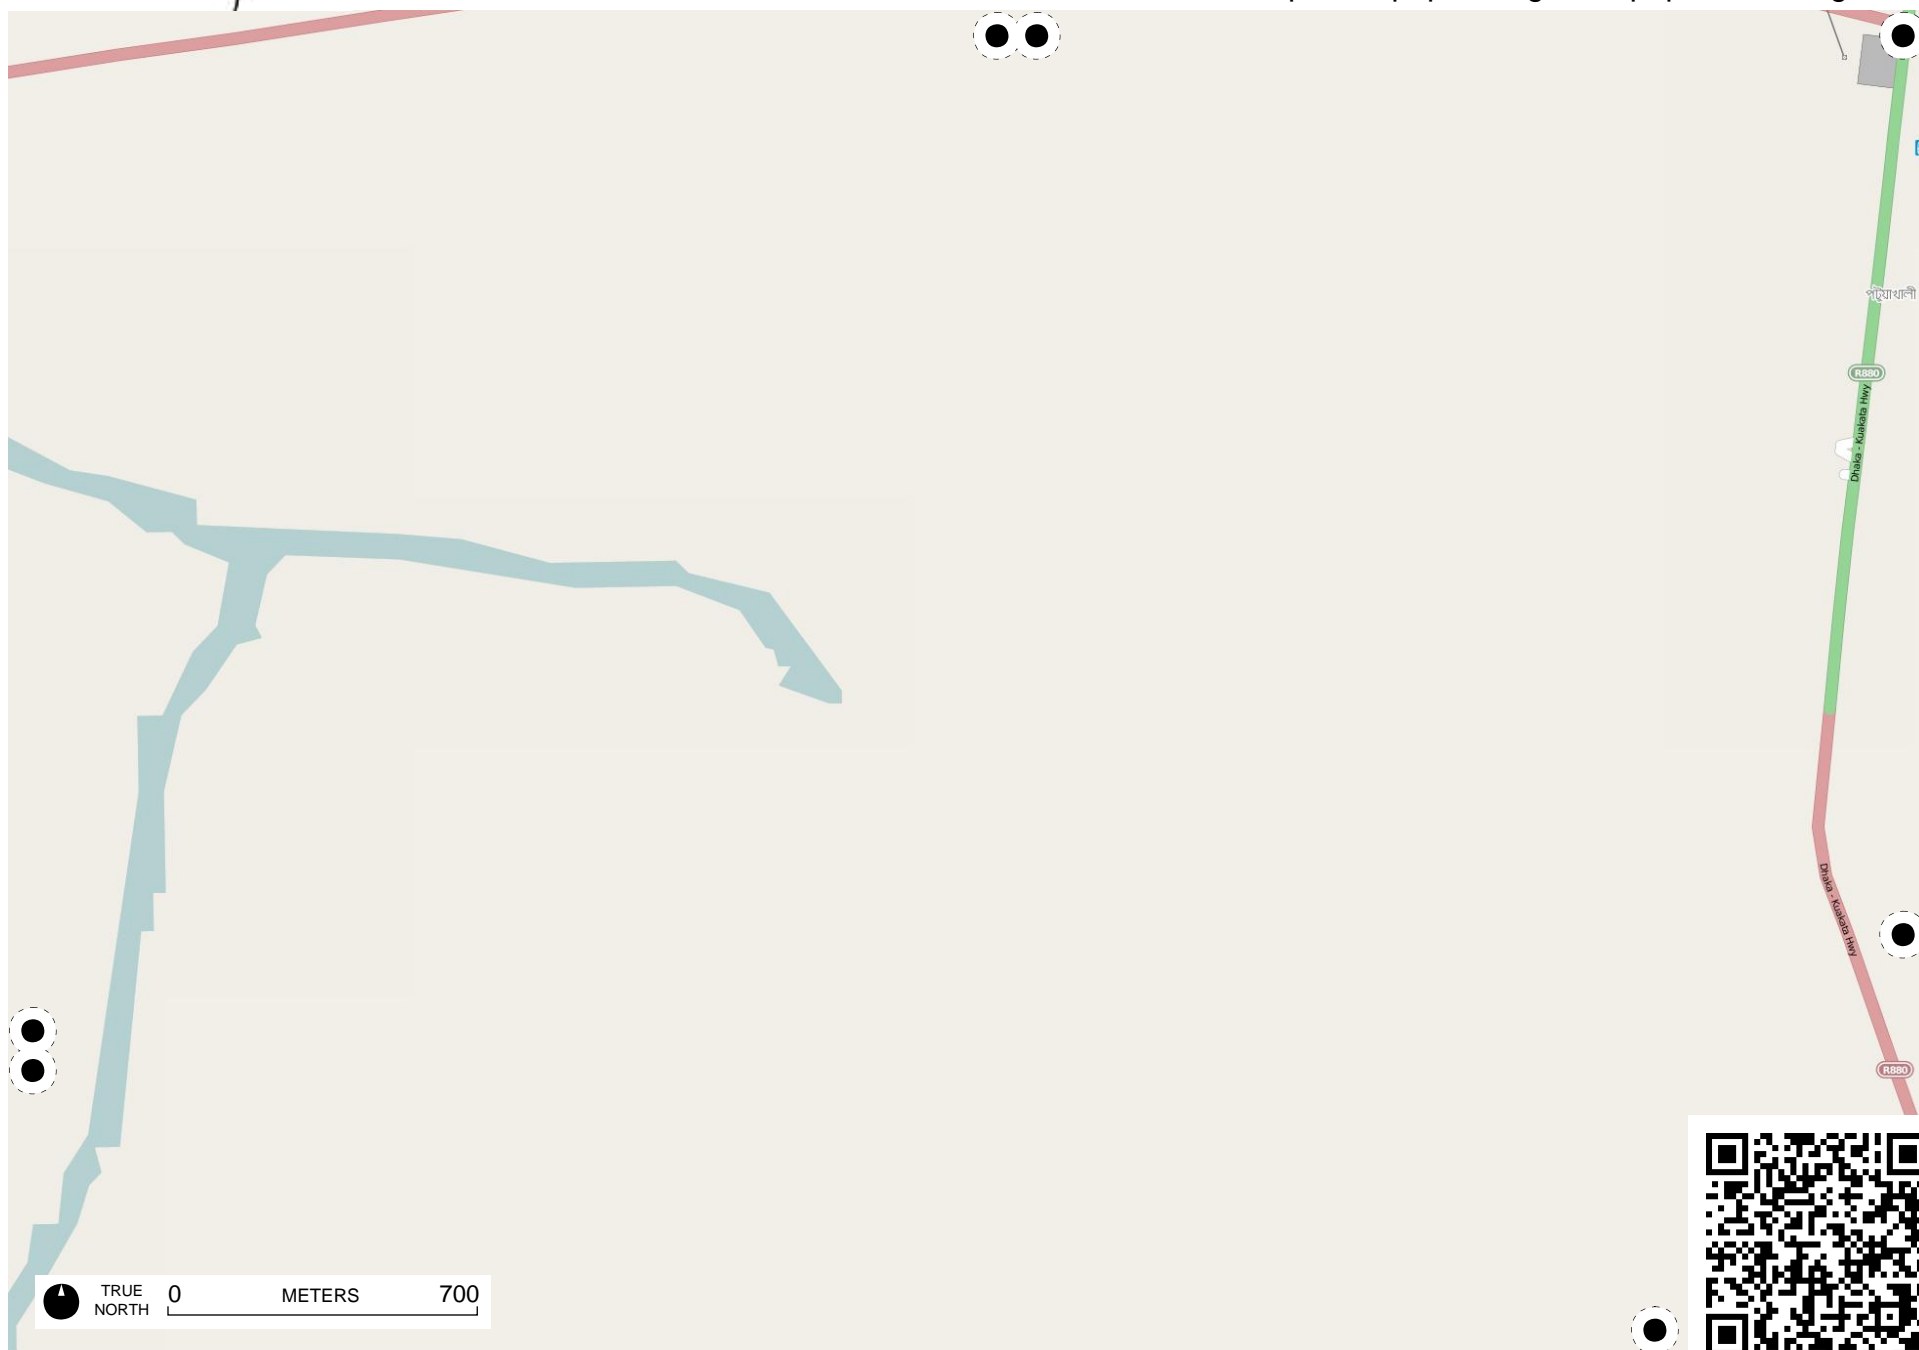 পটুয়াখালী
R880
Dhaka - Kuakata Hwy
Dhaka - Kuakata Hwy
R880
TRUE
NORTH
0 METERS 700